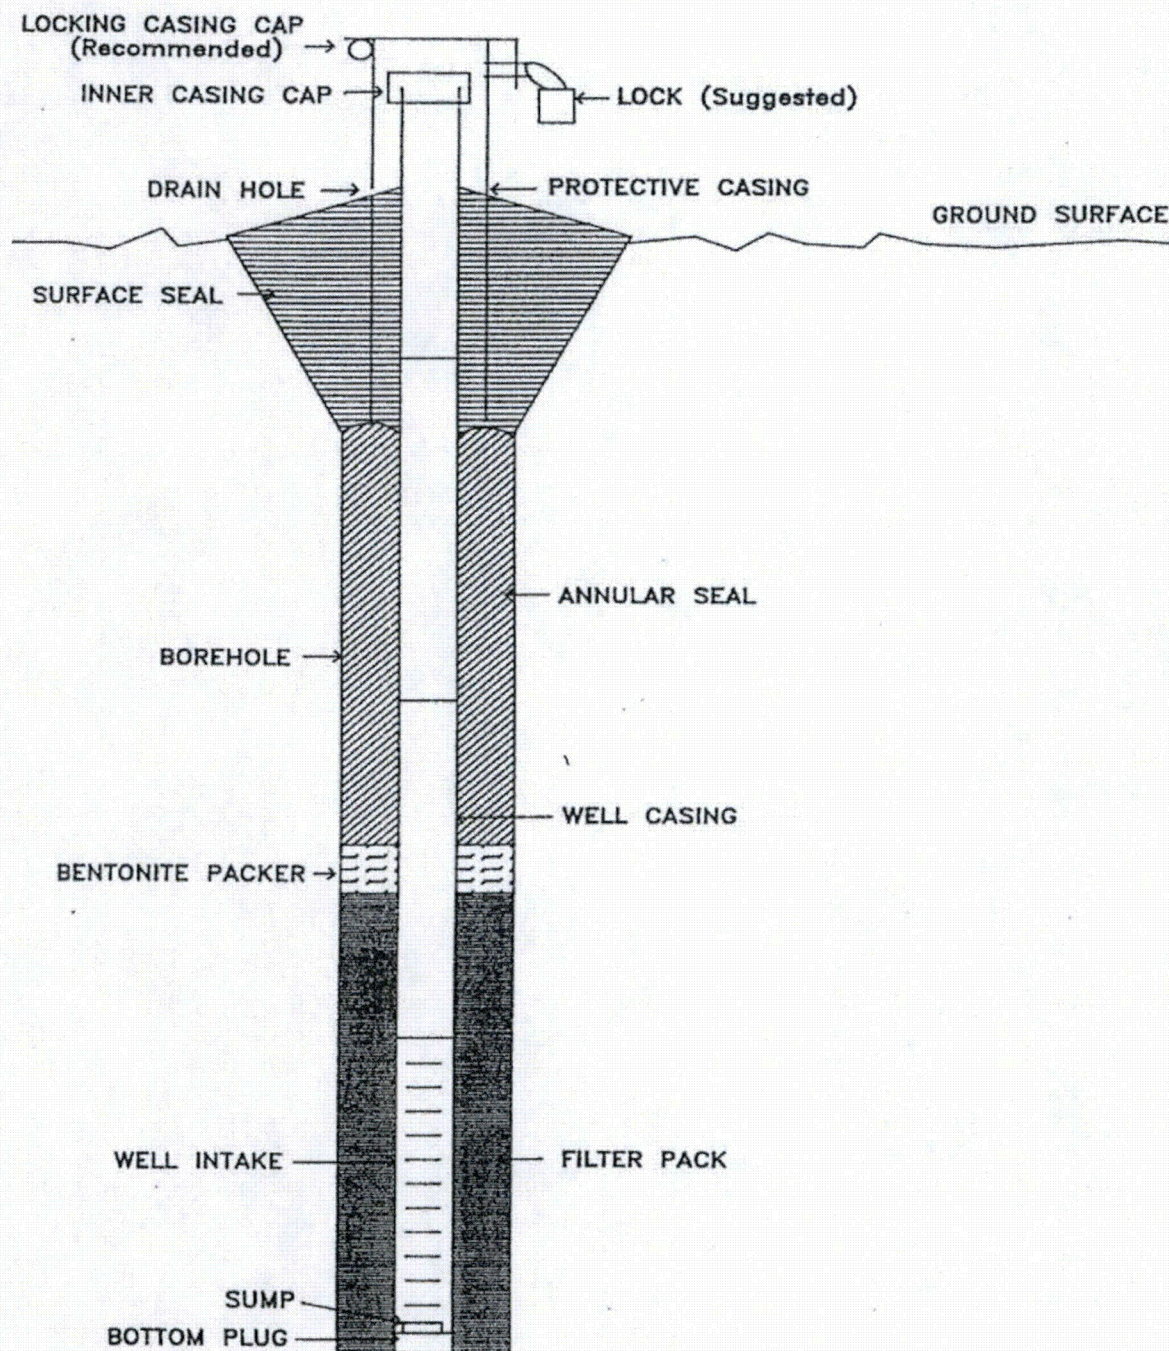 LOCKING CASING CAP
(Recommended)
INNER CASING CAP
LOCK (Suggested)
DRAIN HOLE
PROTECTIVE CASING
GROUND SURFACE
SURFACE SEAL
ANNULAR SEAL
BOREHOLE
WELL CASING
BENTONITE PACKER
WELL INTAKE
FILTER PACK
SUMP
BOTTOM PLUG